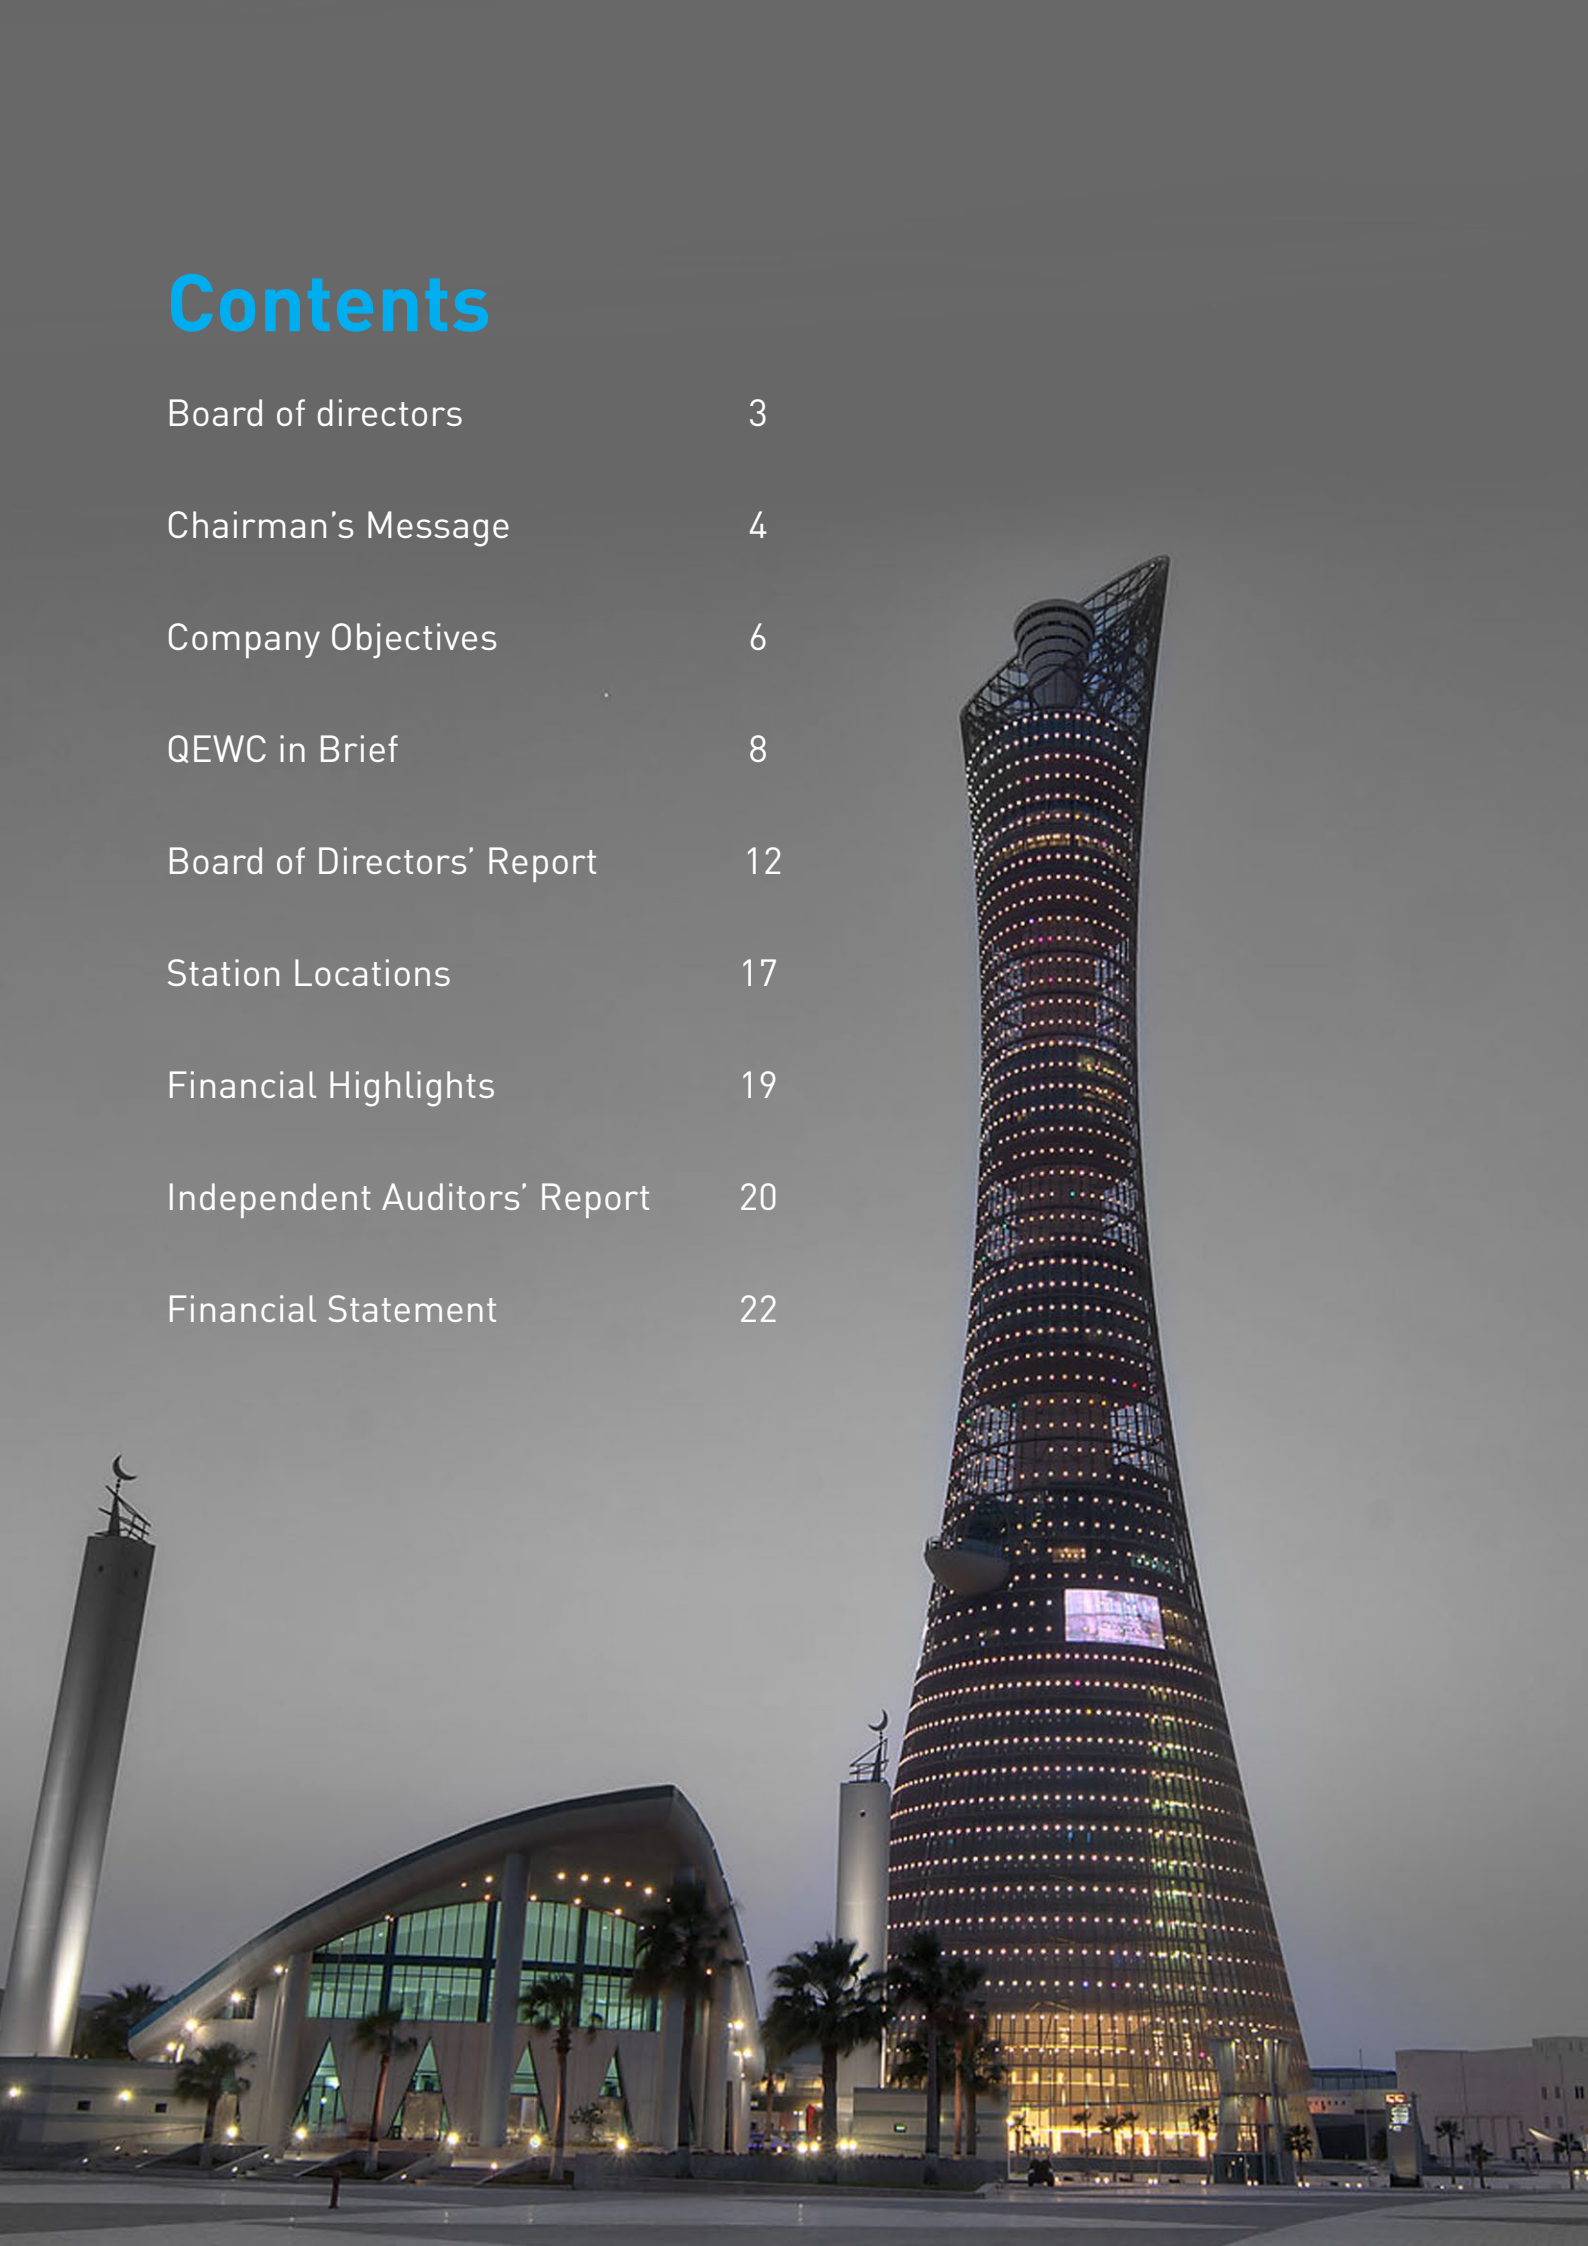 Contents
Board of directors 3
Chairman’s Message 4
Company Objectives 6
QEWC in Brief 8
Board of Directors’ Report 12
Station Locations 17
Financial Highlights 19
Independent Auditors’ Report 20
Financial Statement 22